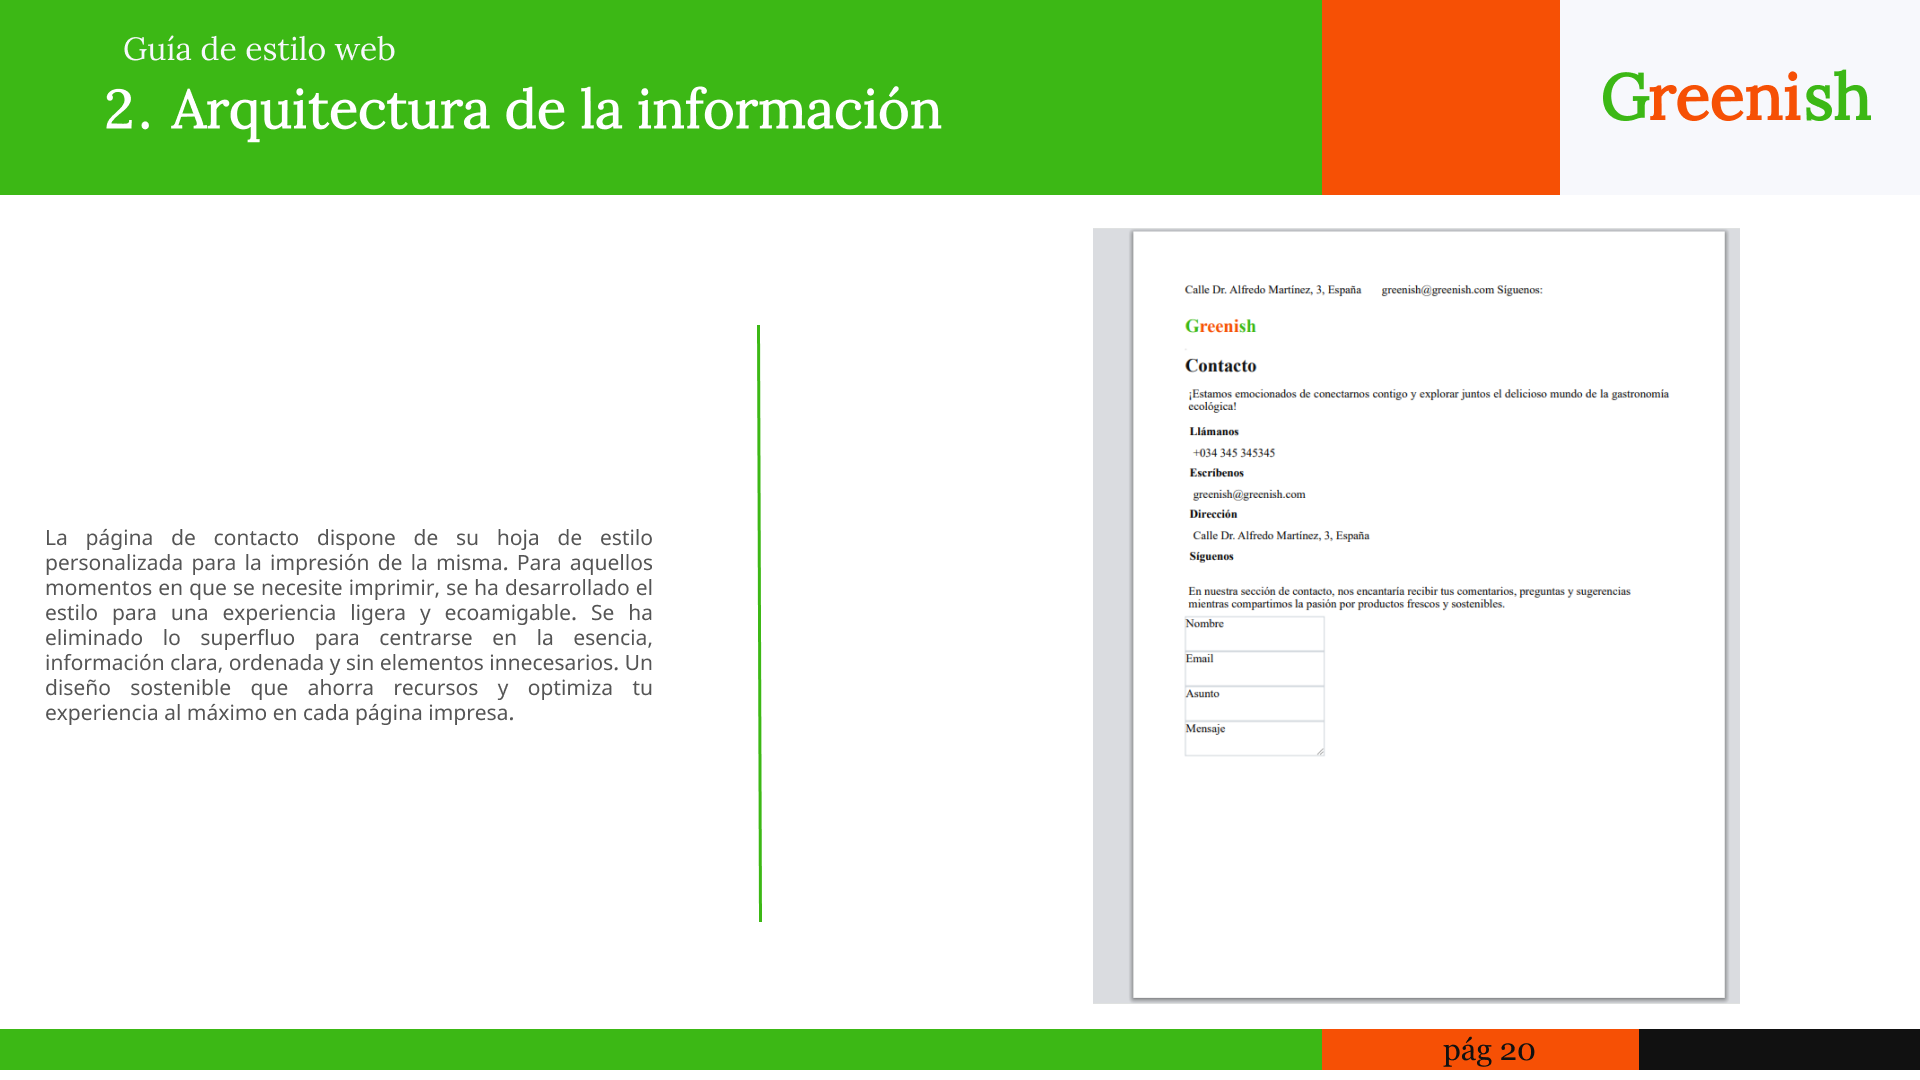 Guía de estilo web
2. Arquitectura de la información
Greenish
La página de contacto dispone de su hoja de estilo
personalizada para la impresión de la misma. Para aquellos
momentos en que se necesite imprimir, se ha desarrollado el
estilo para una experiencia ligera y ecoamigable. Se ha
eliminado lo superfluo para centrarse en la esencia,
información clara, ordenada y sin elementos innecesarios. Un
diseño sostenible que ahorra recursos y optimiza tu
experiencia al máximo en cada página impresa.
Calle Dr. Alfredo Martínez, 3, España greenish@greenish.com Síguenos:
Greenish
Contacto
¡Estamos emocionados de conectarnos contigo y explorar juntos el delicioso mundo de la gastronomía
ecológica!
Llámanos
+034 345 345345
Escríbenos
greenish@greenish.com
Dirección
Calle Dr. Alfredo Martínez, 3, España
Síguenos
En nuestra sección de contacto, nos encantaría recibir tus comentarios, preguntas y sugerencias
mientras compartimos la pasión por productos frescos y sostenibles.
Nombre
Email
Asunto
Mensaje
pág 20